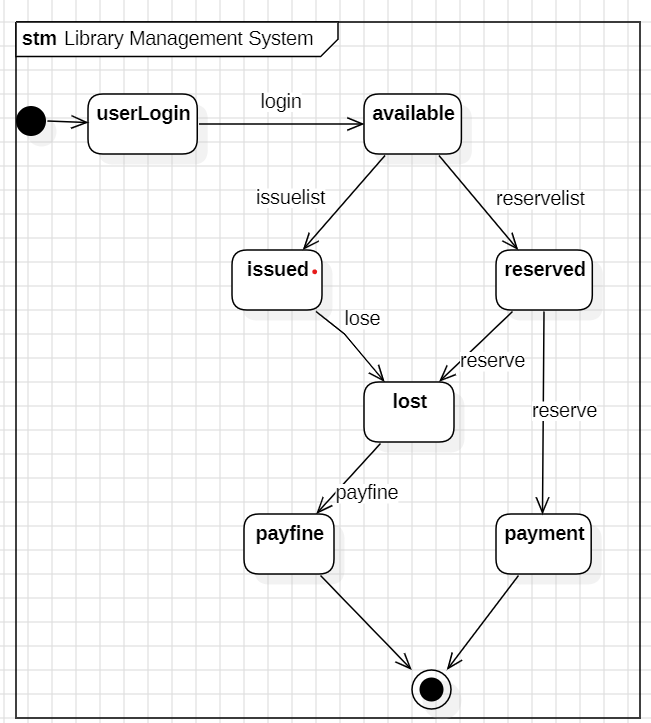 stm Library Management System
login
userLogin
available
issuelist
reservelist
issued
reserved
lose
reserve
lost
reserve
payfine
payfine
payment